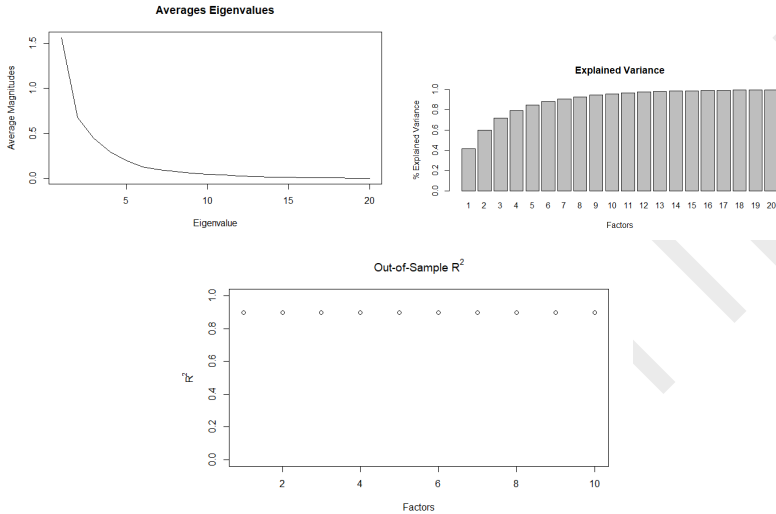 Averages Eigenvalues
Average Magnitudes
0.0 0.5 1.0 1.5
5 10 15 20
Eigenvalue
Explained Variance
% Explained Variance
0.0 0.2 0.4 0.6 0.8 1.0
1 2 3 4 5 6 7 8 9 10 11 12 13 14 15 16 17 18 19 20
Factors
Out-of-Sample R²
R²
0.0 0.2 0.4 0.6 0.8 1.0
2 4 6 8 10
Factors